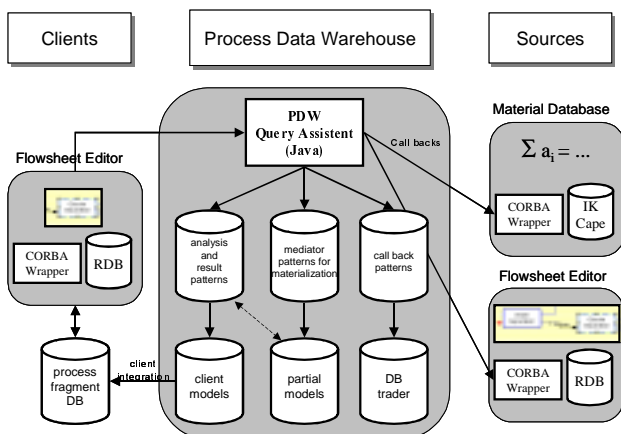 Clients
Process Data Warehouse
Sources
PDW
Query Assistent
(Java)
Call backs
Material Database
Σ aᵢ = ...
CORBA
Wrapper
IK
Cape
Flowsheet Editor
CORBA
Wrapper
RDB
analysis
and
result
patterns
mediator
patterns for
materialization
call back
patterns
Flowsheet Editor
CORBA
Wrapper
RDB
process
fragment
DB
client
integration
client
models
partial
models
DB
trader